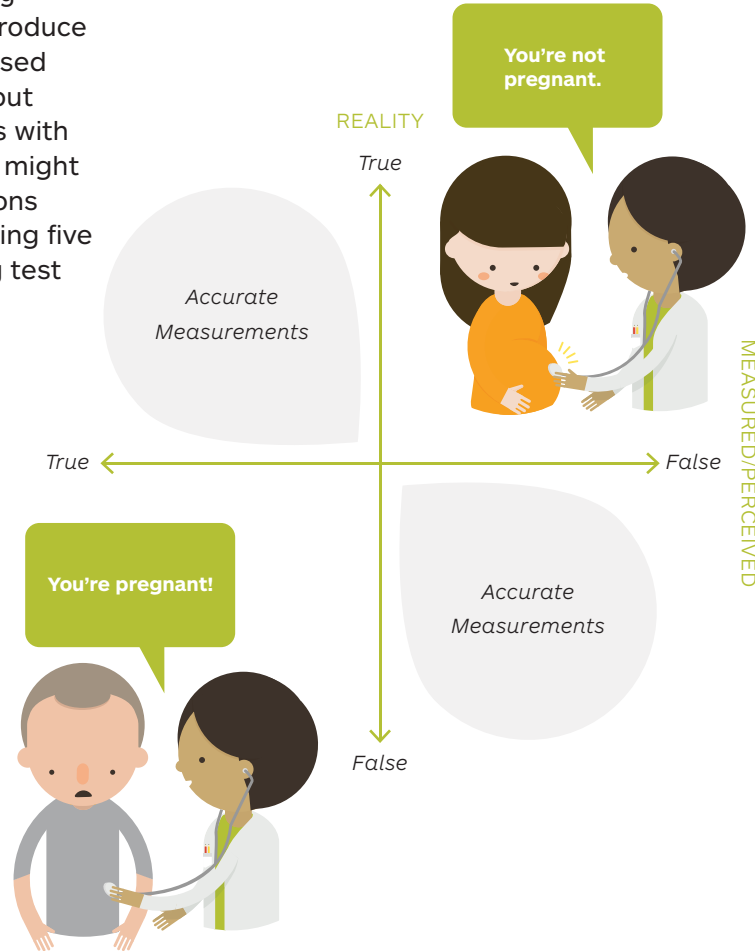 roduce
sed
s with
might
ons
ing five
test
You're not
pregnant.
REALITY
True
Accurate
Measurements
True
False
MEASURED/PERCEIVED
You're pregnant!
Accurate
Measurements
False